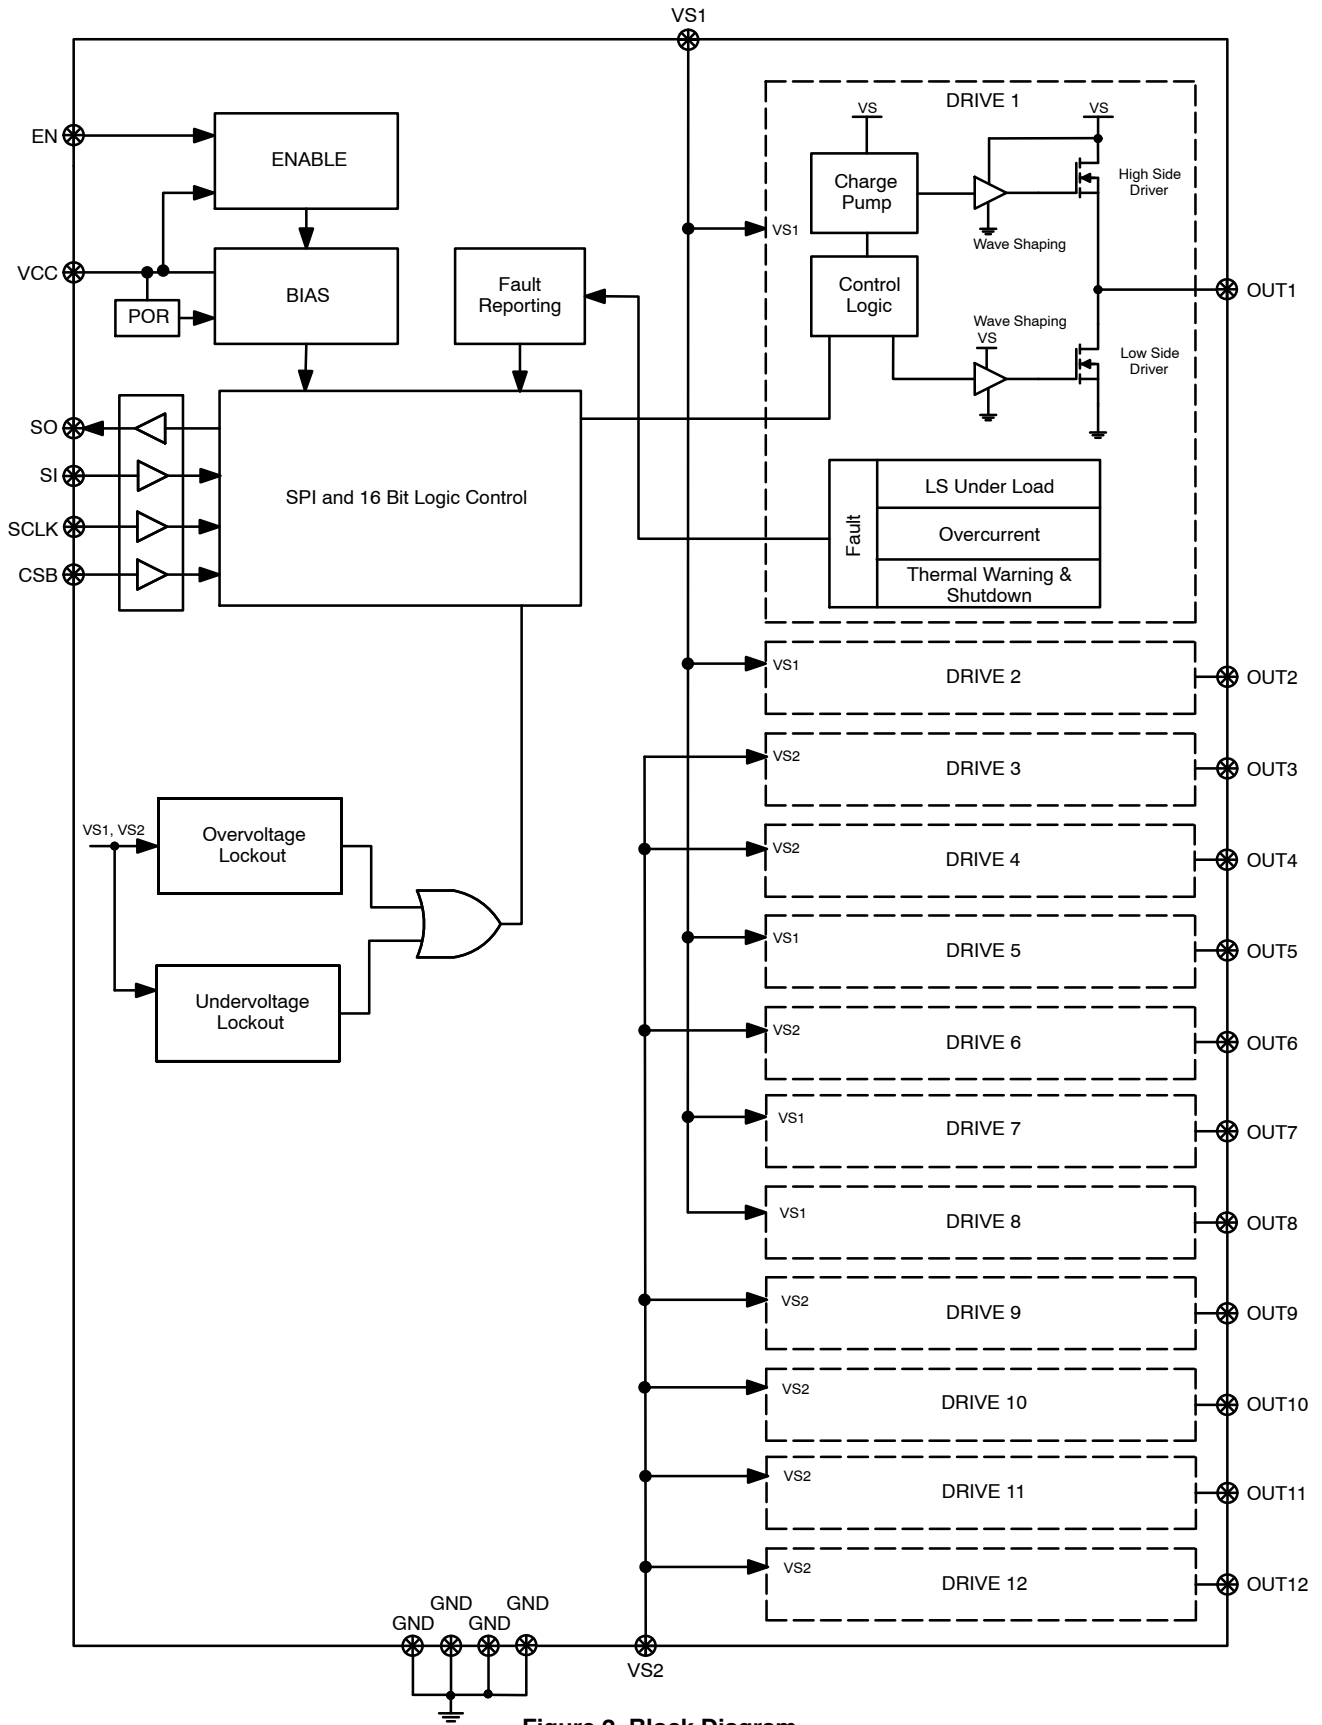 VS1
EN
ENABLE
VCC
POR
BIAS
Fault
Reporting
SO
SI
SCLK
CSB
SPI and 16 Bit Logic Control
DRIVE 1
VS
VS
Charge
Pump
High Side
Driver
VS1
Wave Shaping
Control
Logic
Wave Shaping
VS
Low Side
Driver
OUT1
Fault
LS Under Load
Overcurrent
Thermal Warning &
Shutdown
VS1
DRIVE 2
OUT2
VS2
DRIVE 3
OUT3
VS1, VS2
Overvoltage
Lockout
VS2
DRIVE 4
OUT4
VS1
DRIVE 5
OUT5
Undervoltage
Lockout
VS2
DRIVE 6
OUT6
VS1
DRIVE 7
OUT7
VS1
DRIVE 8
OUT8
VS2
DRIVE 9
OUT9
VS2
DRIVE 10
OUT10
VS2
DRIVE 11
OUT11
VS2
DRIVE 12
OUT12
GND
GND
GND
GND
VS2
Figure 2. Block Diagram